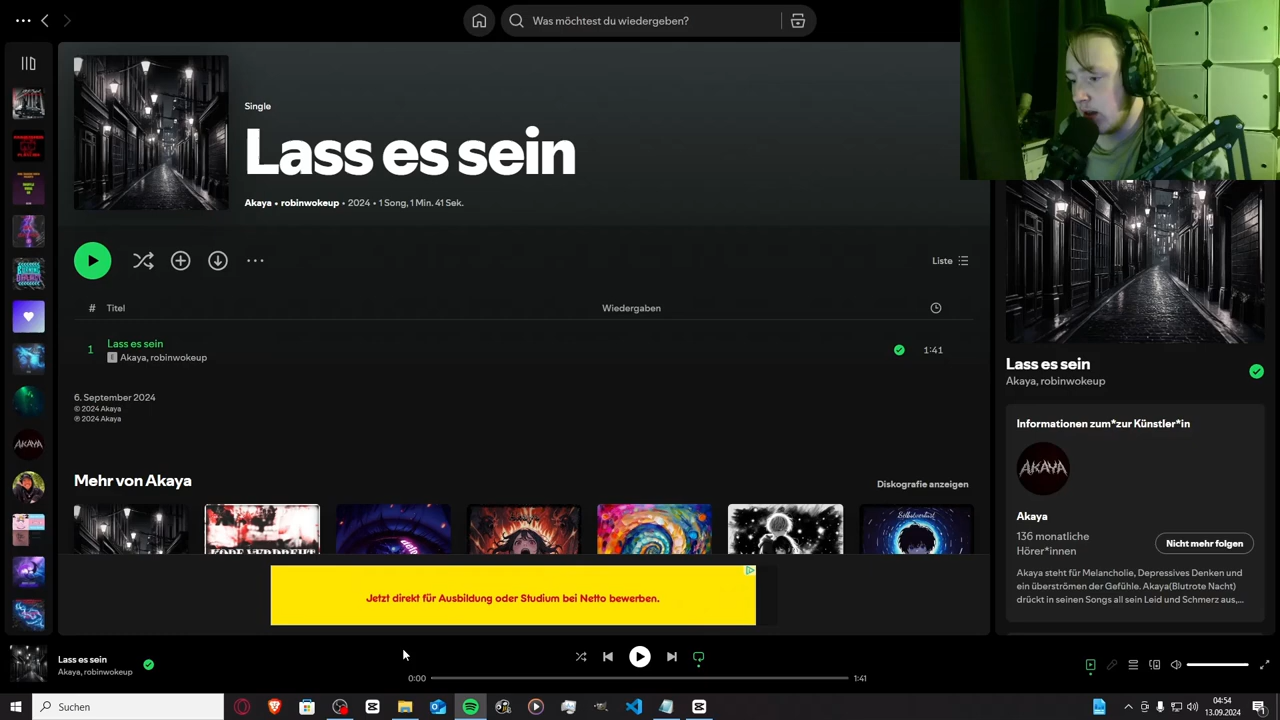 Was möchtest du wiedergeben?
Single
Lass es sein
Akaya • robinwokeup • 2024 • 1 Song, 1 Min. 41 Sek.
Liste
# Titel Wiedergaben
1 Lass es sein 1:41
E Akaya, robinwokeup
6. September 2024
© 2024 Akaya
℗ 2024 Akaya
Mehr von Akaya
Diskografie anzeigen
Selbstverlust
Jetzt direkt für Ausbildung oder Studium bei Netto bewerben.
Lass es sein
Akaya, robinwokeup
Informationen zum*zur Künstler*in
AKAYA
Akaya
136 monatliche
Hörer*innen
Nicht mehr folgen
Akaya steht für Melancholie, Depressives Denken und
ein überströmen der Gefühle. Akaya(Blutrote Nacht)
drückt in seinen Songs all sein Leid und Schmerz aus,...
Lass es sein
Akaya, robinwokeup
0:00
1:41
Suchen
04:54
13.09.2024